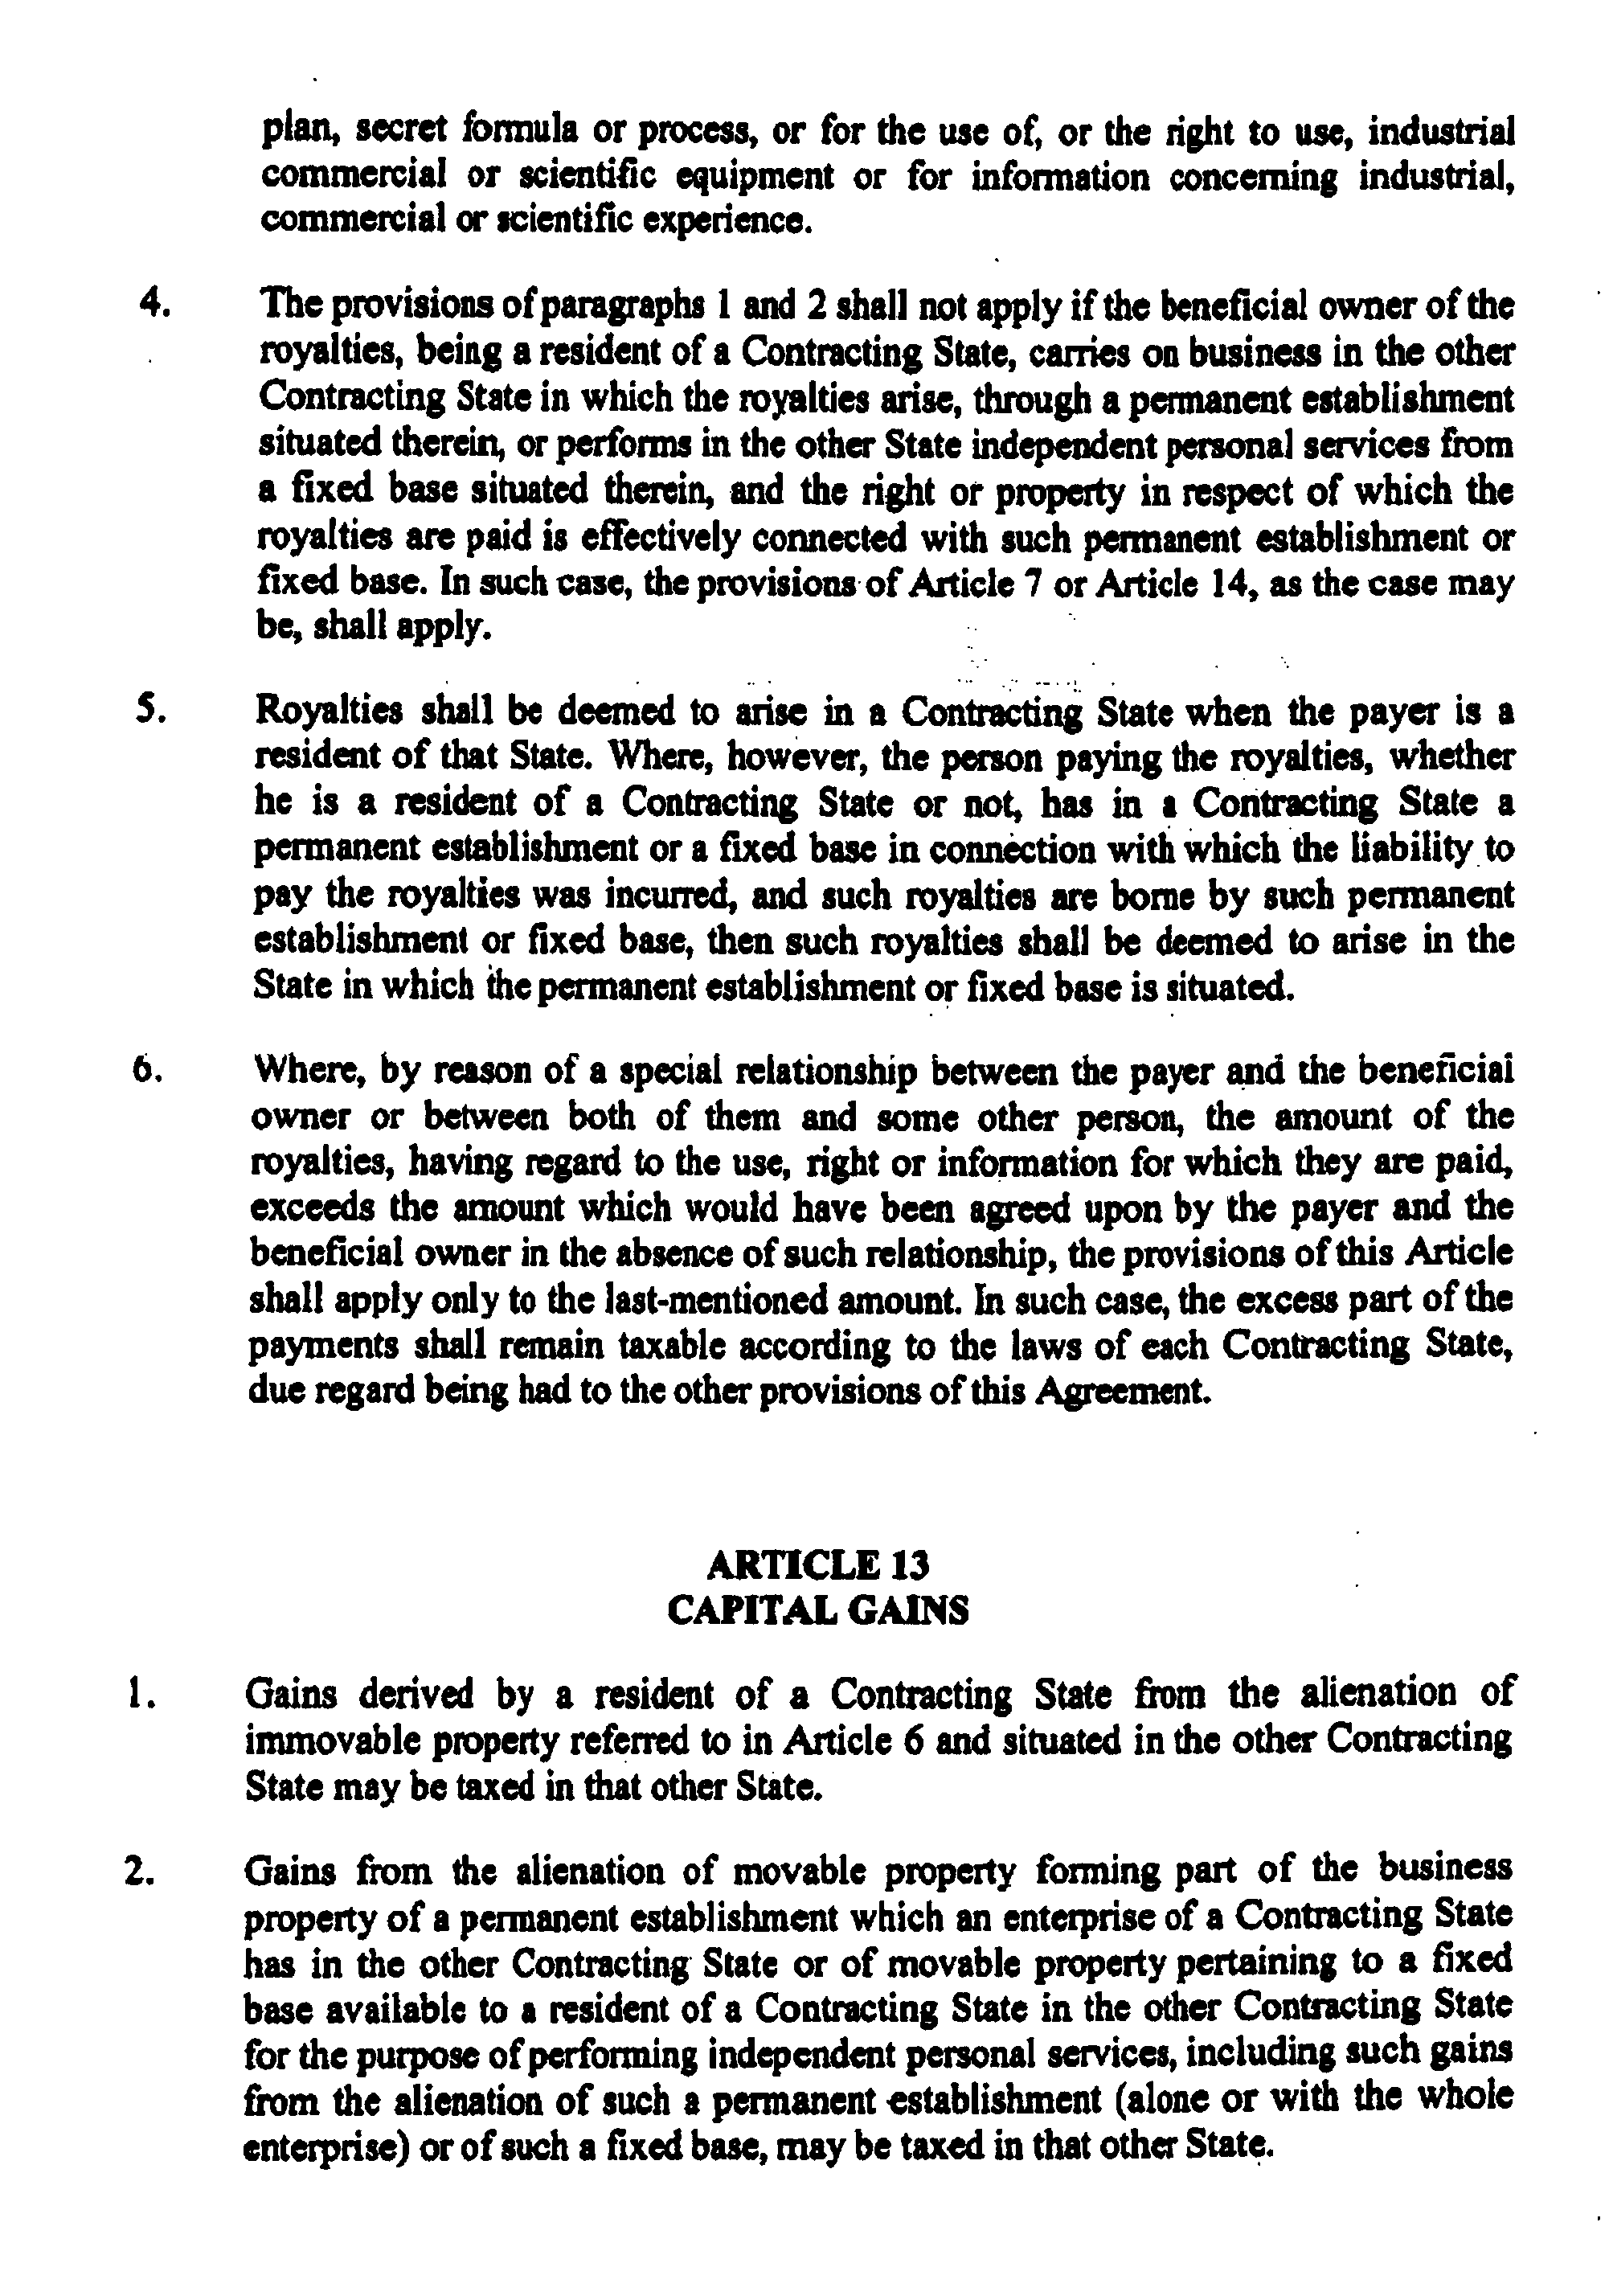 plan, secret formula or process, or for the use of, or the right to use, industrial
commercial or scientific equipment or for information concerning industrial,
commercial or scientific experience.
4. The provisions of paragraphs 1 and 2 shall not apply if the beneficial owner of the
royalties, being a resident of a Contracting State, carries on business in the other
Contracting State in which the royalties arise, through a permanent establishment
situated therein, or performs in the other State independent personal services from
a fixed base situated therein, and the right or property in respect of which the
royalties are paid is effectively connected with such permanent establishment or
fixed base. In such case, the provisions of Article 7 or Article 14, as the case may
be, shall apply.
5. Royalties shall be deemed to arise in a Contracting State when the payer is a
resident of that State. Where, however, the person paying the royalties, whether
he is a resident of a Contracting State or not, has in a Contracting State a
permanent establishment or a fixed base in connection with which the liability to
pay the royalties was incurred, and such royalties are borne by such permanent
establishment or fixed base, then such royalties shall be deemed to arise in the
State in which the permanent establishment or fixed base is situated.
6. Where, by reason of a special relationship between the payer and the beneficial
owner or between both of them and some other person, the amount of the
royalties, having regard to the use, right or information for which they are paid,
exceeds the amount which would have been agreed upon by the payer and the
beneficial owner in the absence of such relationship, the provisions of this Article
shall apply only to the last-mentioned amount. In such case, the excess part of the
payments shall remain taxable according to the laws of each Contracting State,
due regard being had to the other provisions of this Agreement.
ARTICLE 13
CAPITAL GAINS
1. Gains derived by a resident of a Contracting State from the alienation of
immovable property referred to in Article 6 and situated in the other Contracting
State may be taxed in that other State.
2. Gains from the alienation of movable property forming part of the business
property of a permanent establishment which an enterprise of a Contracting State
has in the other Contracting State or of movable property pertaining to a fixed
base available to a resident of a Contracting State in the other Contracting State
for the purpose of performing independent personal services, including such gains
from the alienation of such a permanent establishment (alone or with the whole
enterprise) or of such a fixed base, may be taxed in that other State.